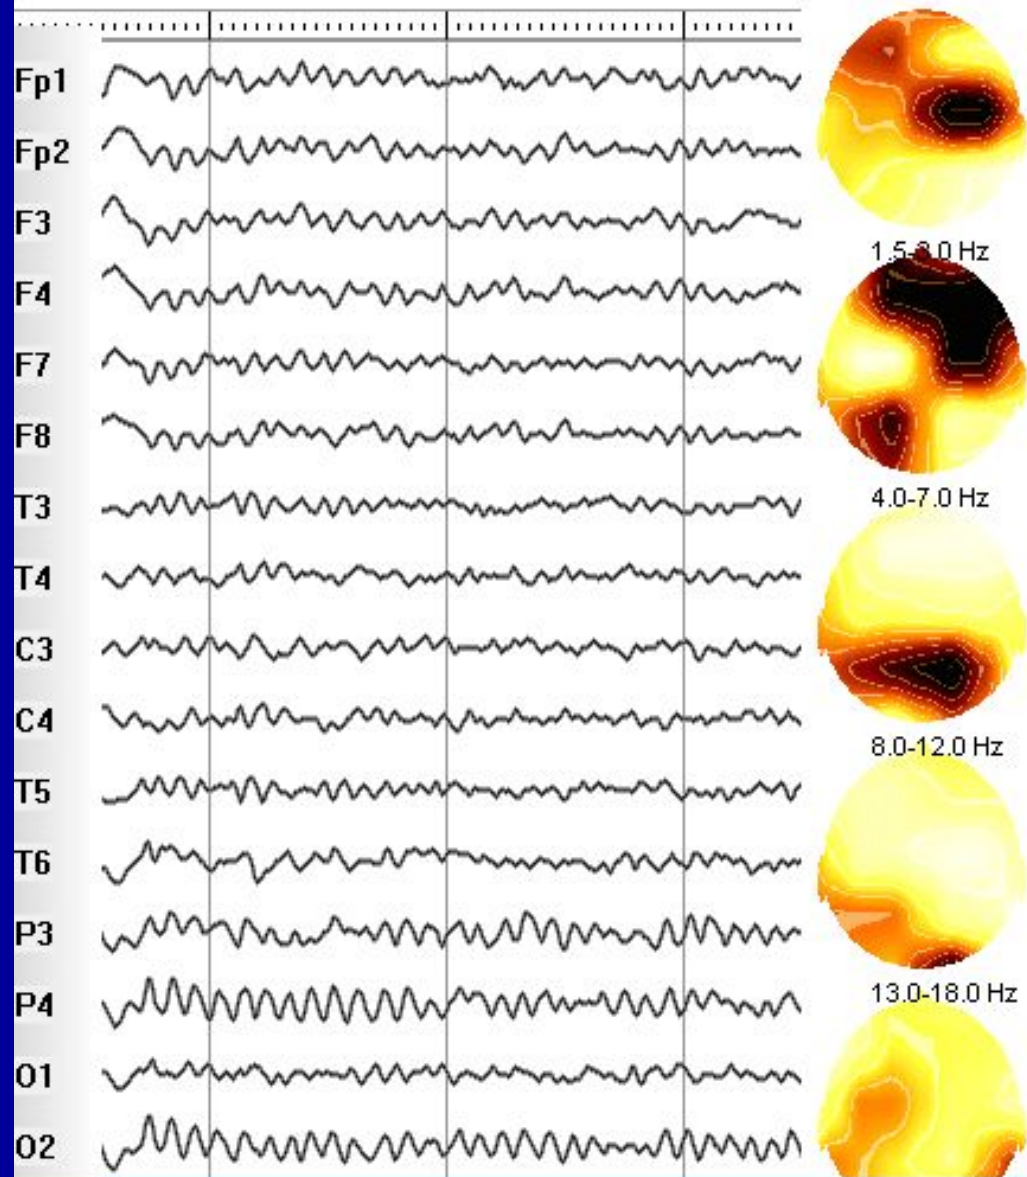 Fp1
Fp2
F3
F4
F7
F8
T3
T4
C3
C4
T5
T6
P3
P4
O1
O2
1.5-3.0 Hz
4.0-7.0 Hz
8.0-12.0 Hz
13.0-18.0 Hz